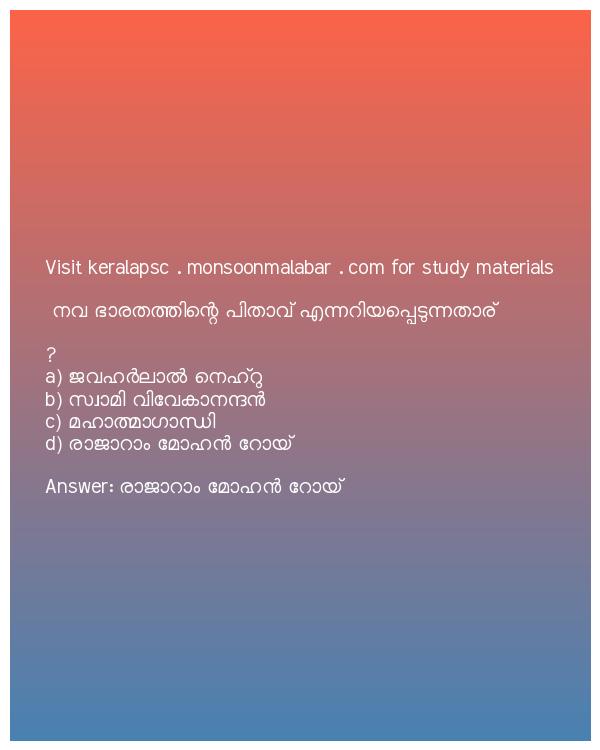 Visit keralapsc . monsoonmalabar . com for study materials
നവ ഭാരതത്തിന്റെ പിതാവ് എന്നറിയപ്പെടുന്നതാര്
?
a) ജവഹർലാൽ നെഹ്റു
b) സ്വാമി വിവേകാനന്ദൻ
c) മഹാത്മാഗാന്ധി
d) രാജാറാം മോഹൻ റോയ്
Answer: രാജാറാം മോഹൻ റോയ്